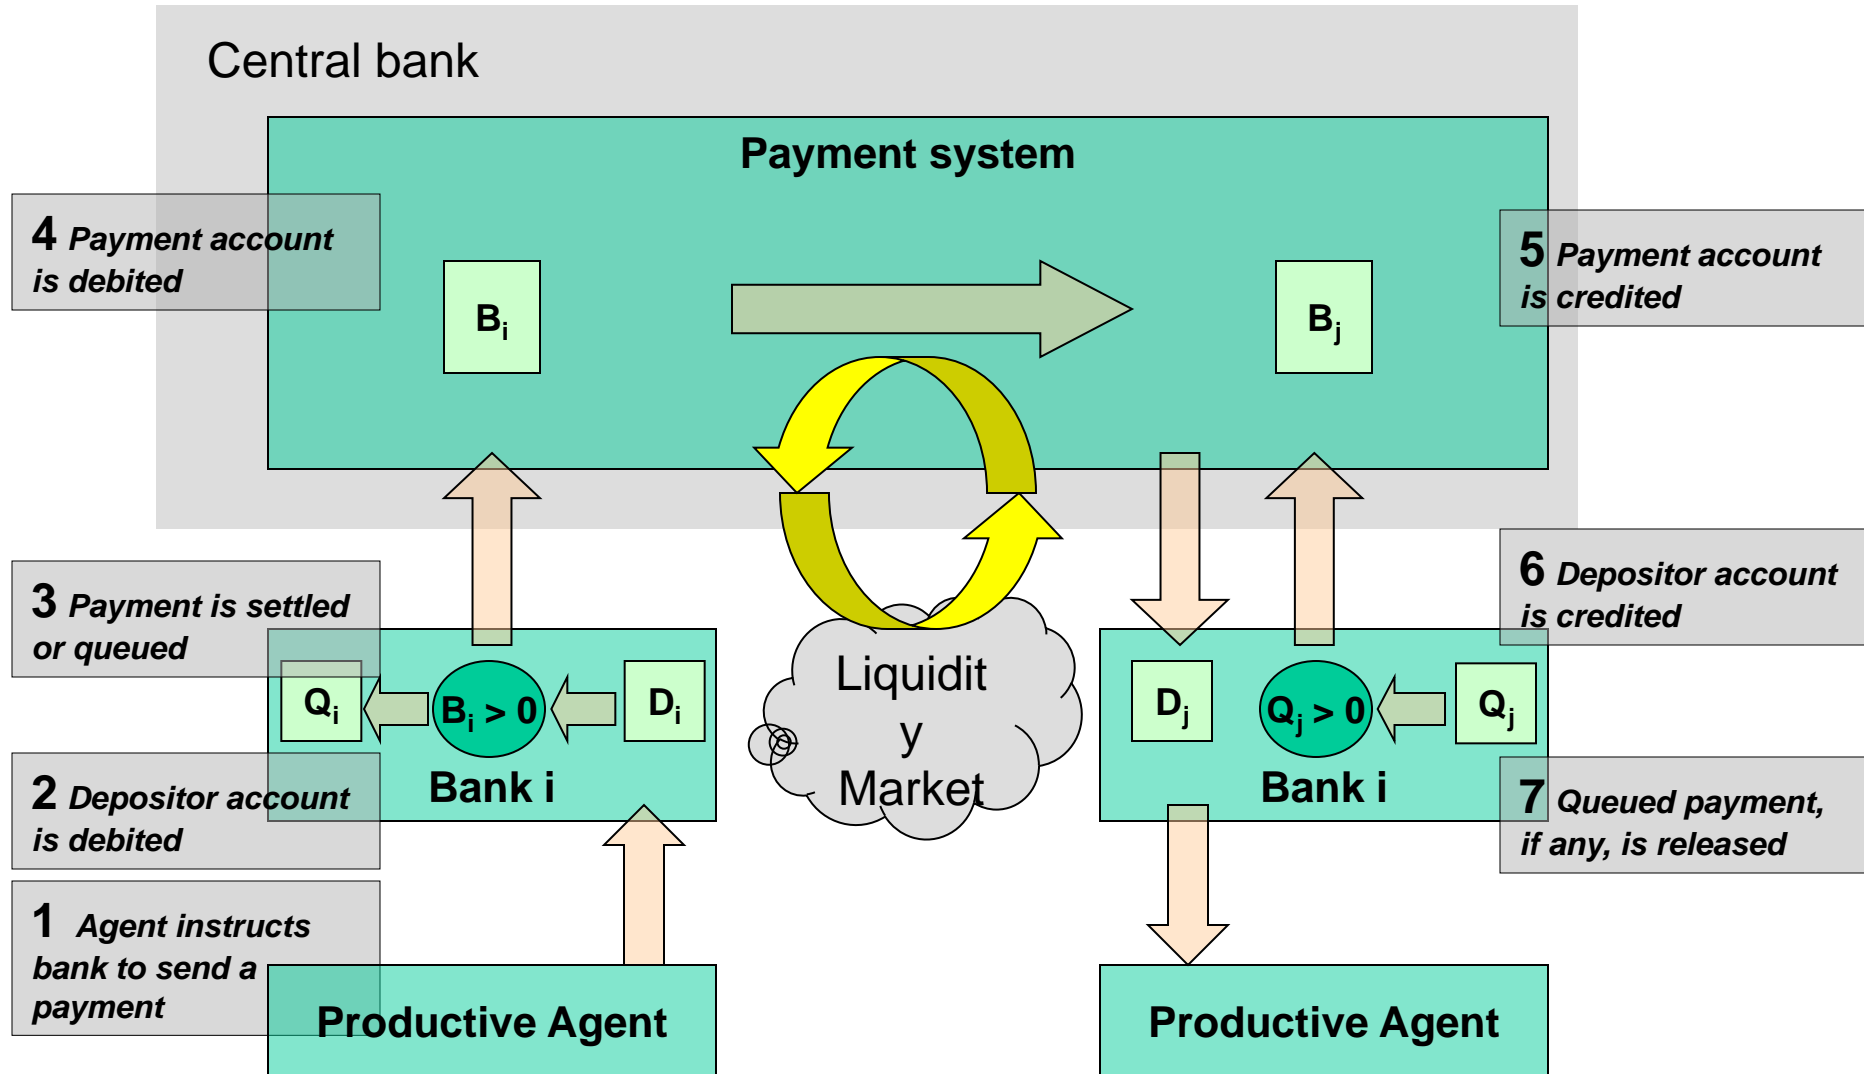 Central bank
Payment system
4 Payment account
is debited
5 Payment account
is credited
Bi
Bj
3 Payment is settled
or queued
6 Depositor account
is credited
Qi
Bi > 0
Di
Bank i
Liquidit
y
Market
Dj
Qj > 0
Qj
Bank i
2 Depositor account
is debited
7 Queued payment,
if any, is released
1 Agent instructs
bank to send a
payment
Productive Agent
Productive Agent